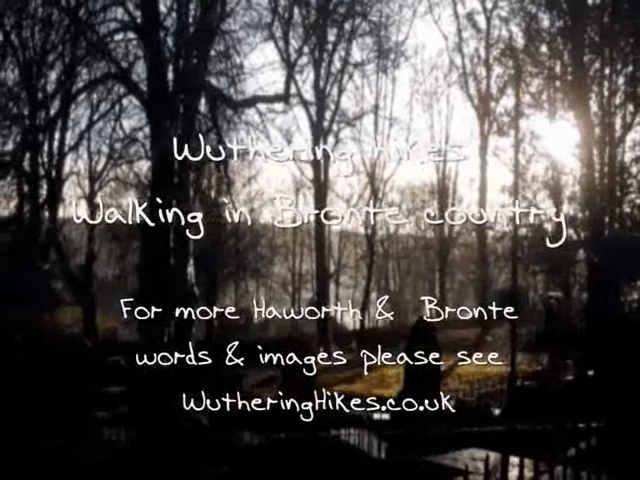 Wuthering Hikes
Walking in Bronte country
For more Haworth & Bronte
words & images please see
WutheringHikes.co.uk